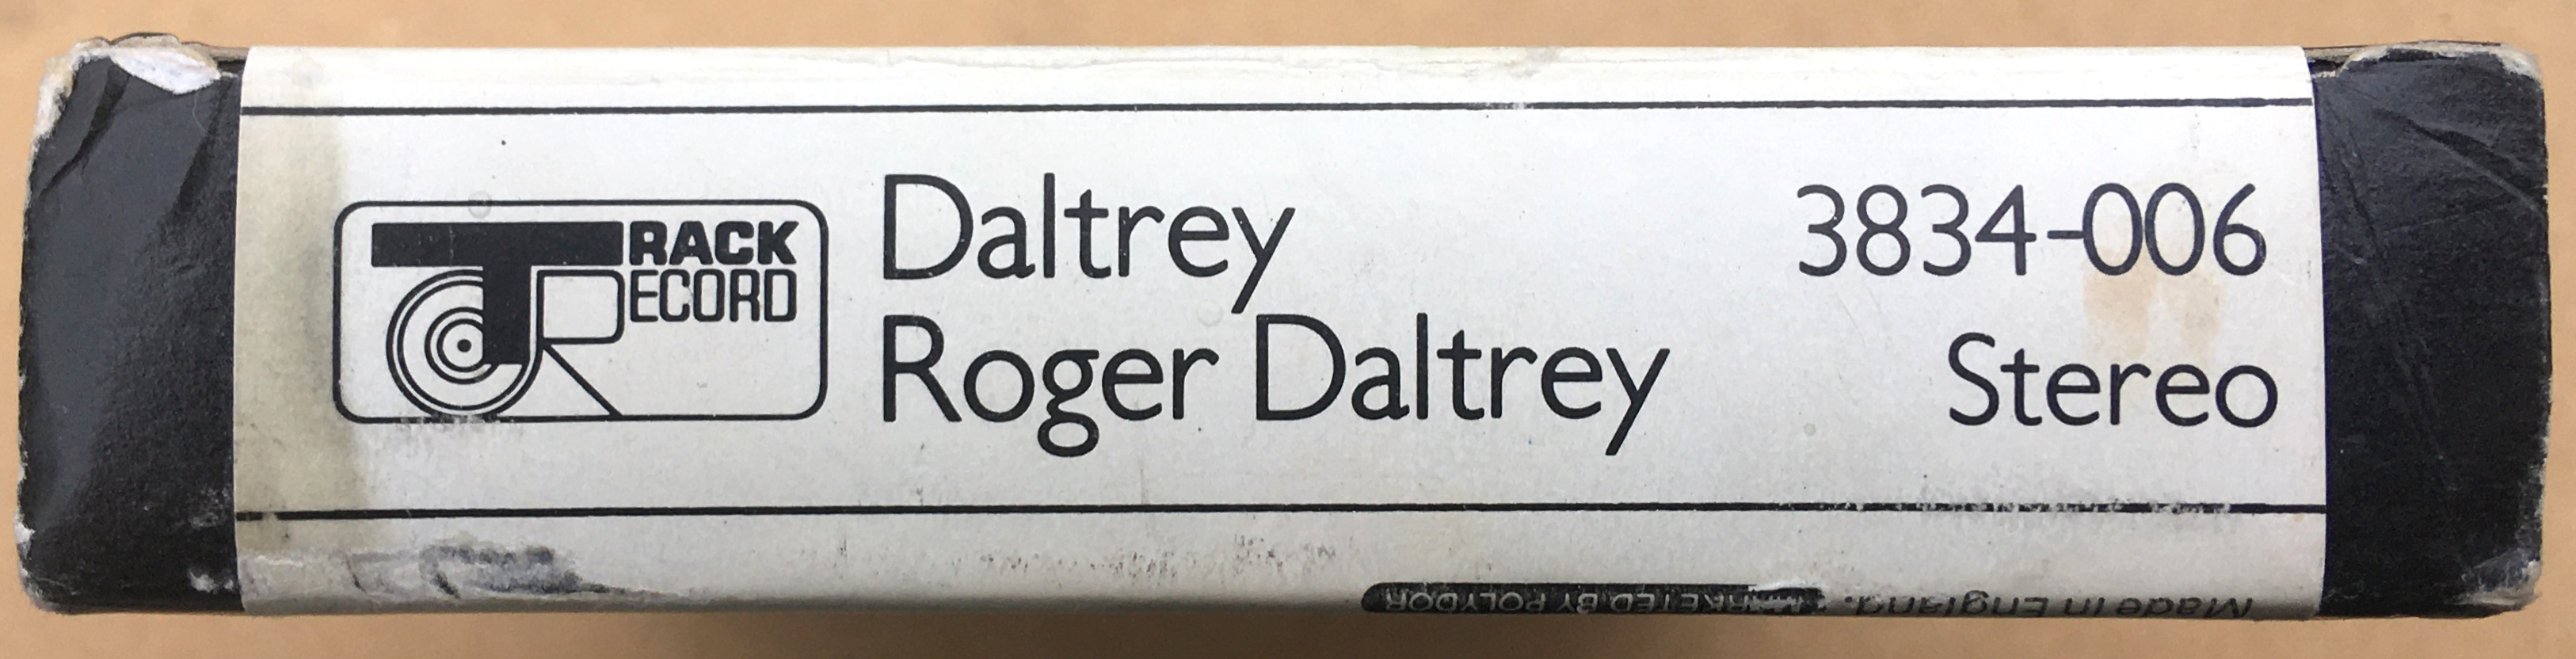 TRACK
RECORD
Daltrey
Roger Daltrey
3834-006
Stereo
Made in England.
MARKETED BY POLYDOR